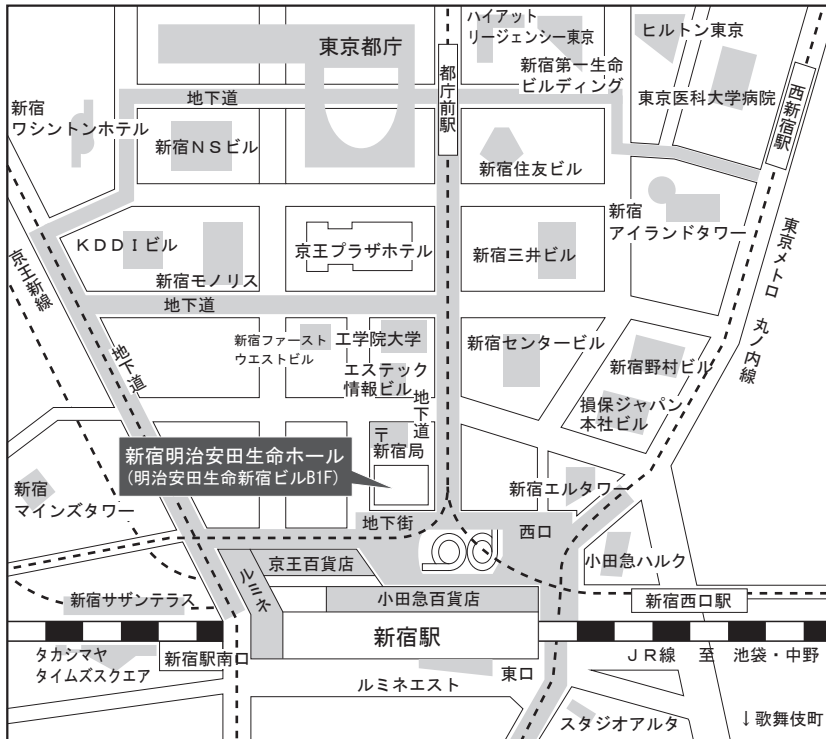 ハイアット
リージェンシー東京
ヒルトン東京
東京都庁
都庁前駅
新宿第一生命
ビルディング
東京医科大学病院
西新宿駅
地下道
新宿
ワシントンホテル
新宿NSビル
新宿住友ビル
新宿
アイランドタワー
KDDIビル
京王プラザホテル
新宿三井ビル
新宿モノリス
地下道
京王新線
東京メトロ 丸ノ内線
地下道
新宿ファースト
ウエストビル
工学院大学
新宿センタービル
新宿野村ビル
エステック
情報ビル
地下道
損保ジャパン
本社ビル
〒
新宿局
新宿明治安田生命ホール
(明治安田生命新宿ビルB1F)
新宿エルタワー
新宿
マインズタワー
地下街
西口
小田急ハルク
京王百貨店
ルミネ
新宿サザンテラス
小田急百貨店
新宿西口駅
新宿駅
タカシマヤ
タイムズスクエア
新宿駅南口
東口
JR線 至 池袋・中野
ルミネエスト
スタジオアルタ
↓歌舞伎町